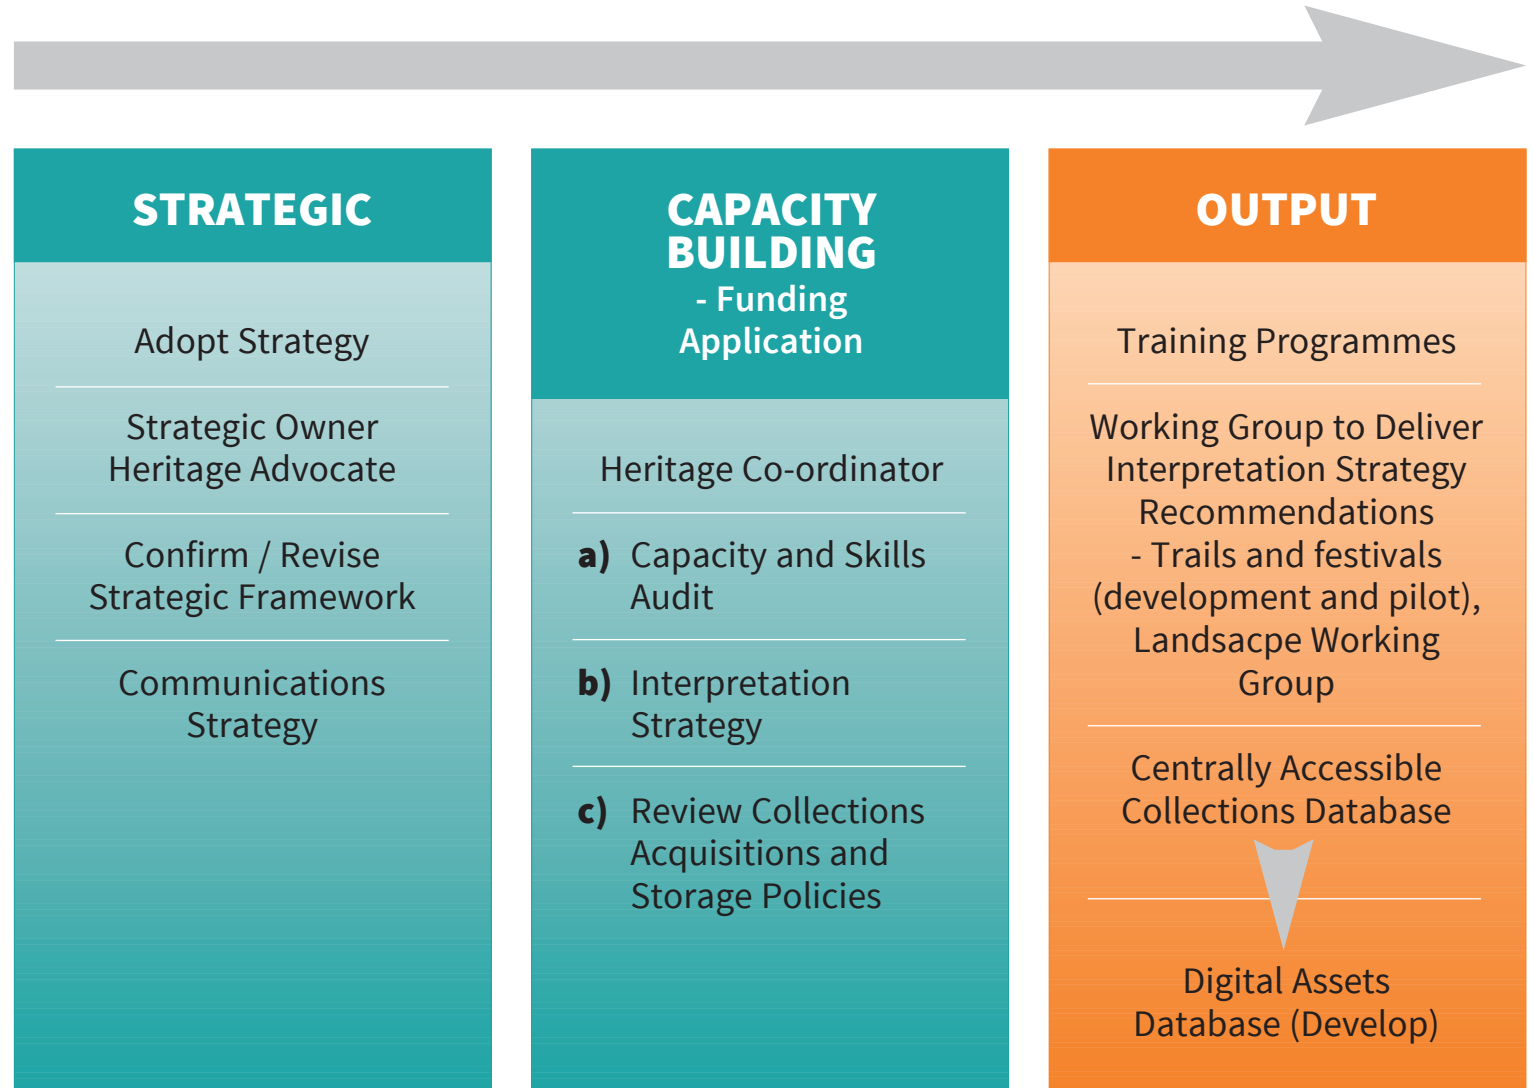 STRATEGIC
Adopt Strategy
Strategic Owner
Heritage Advocate
Confirm / Revise
Strategic Framework
Communications
Strategy
CAPACITY
BUILDING
- Funding
Application
Heritage Co-ordinator
a) Capacity and Skills
Audit
b) Interpretation
Strategy
c) Review Collections
Acquisitions and
Storage Policies
OUTPUT
Training Programmes
Working Group to Deliver
Interpretation Strategy
Recommendations
- Trails and festivals
(development and pilot),
Landsacpe Working
Group
Centrally Accessible
Collections Database
Digital Assets
Database (Develop)